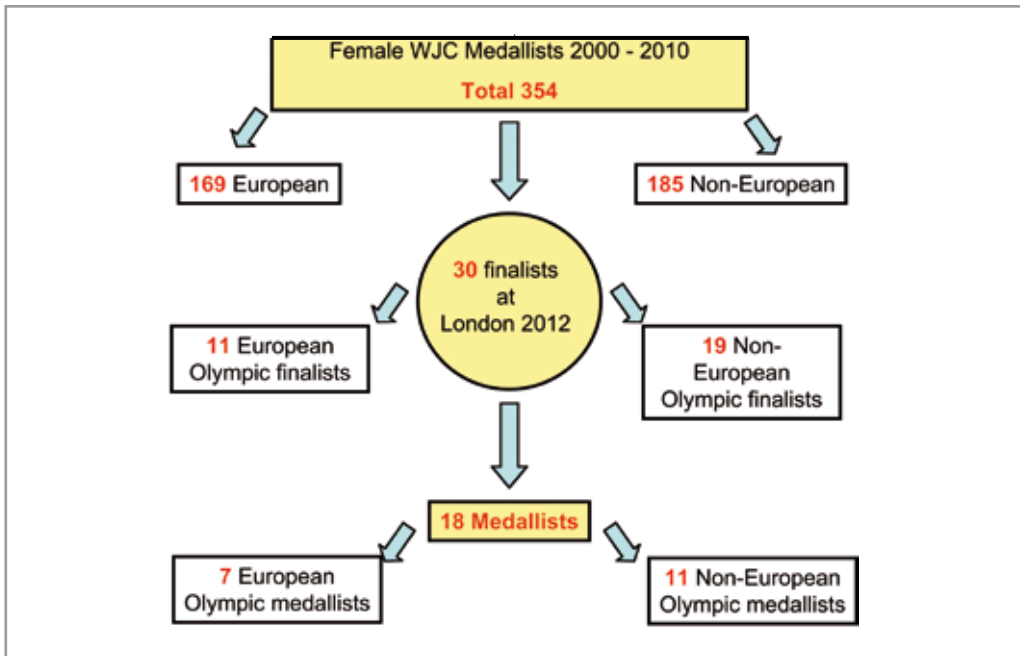 Female WJC Medallists 2000 - 2010
Total 354
169 European
185 Non-European
30 finalists
at
London 2012
11 European
Olympic finalists
19 Non-
European
Olympic finalists
18 Medallists
7 European
Olympic medallists
11 Non-European
Olympic medallists